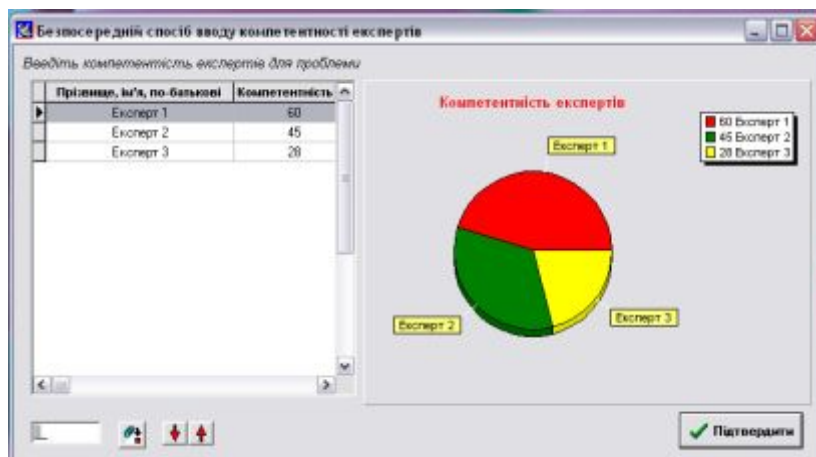 Безпосередній спосіб вводу компетентності експертів
Введіть компетентність експертів для проблеми
Прізвище, ім'я, по-батькові Компетентність
Експерт 1 60
Експерт 2 45
Експерт 3 28
Компетентність експертів
60 Експерт 1
45 Експерт 2
28 Експерт 3
Експерт 1
Експерт 2
Експерт 3
Підтвердити